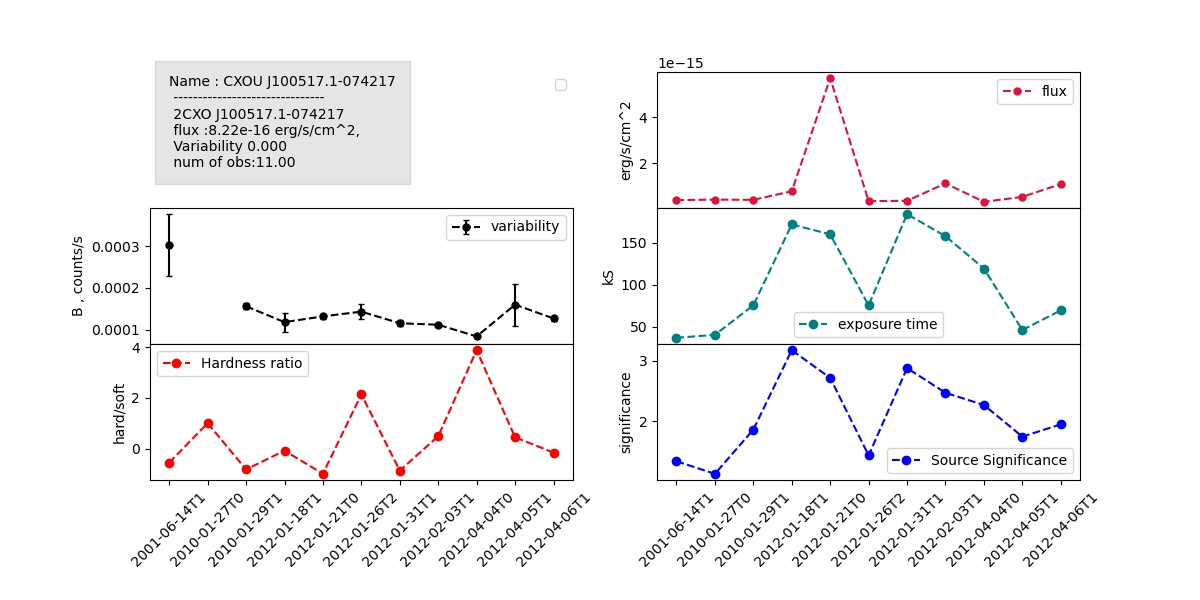 Name : CXOU J100517.1-074217
-------------------------------
2CXO J100517.1-074217
flux :8.22e-16 erg/s/cm^2,
Variability 0.000
num of obs:11.00
B , counts/s
0.0003
0.0002
0.0001
variability
hard/soft
4
2
0
Hardness ratio
2001-06-14T1
2010-01-27T0
2010-01-29T1
2012-01-18T1
2012-01-21T0
2012-01-26T2
2012-01-31T1
2012-02-03T1
2012-04-04T0
2012-04-05T1
2012-04-06T1
1e−15
erg/s/cm^2
4
2
flux
kS
150
100
50
exposure time
significance
3
2
Source Significance
2001-06-14T1
2010-01-27T0
2010-01-29T1
2012-01-18T1
2012-01-21T0
2012-01-26T2
2012-01-31T1
2012-02-03T1
2012-04-04T0
2012-04-05T1
2012-04-06T1